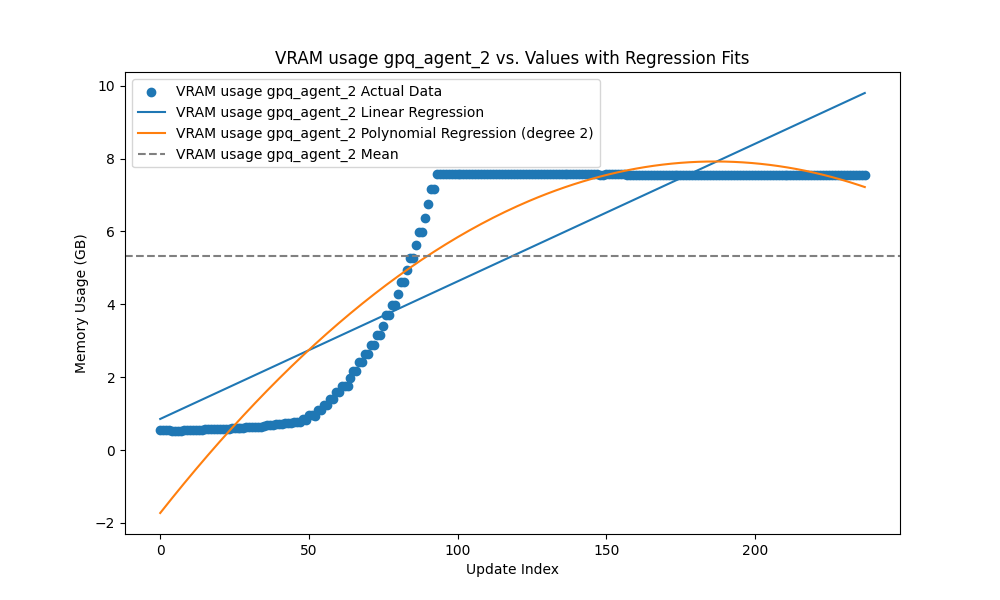 VRAM usage gpq_agent_2 vs. Values with Regression Fits
VRAM usage gpq_agent_2 Actual Data
VRAM usage gpq_agent_2 Linear Regression
VRAM usage gpq_agent_2 Polynomial Regression (degree 2)
VRAM usage gpq_agent_2 Mean
Memory Usage (GB)
10
8
6
4
2
0
−2
0
50
100
150
200
Update Index